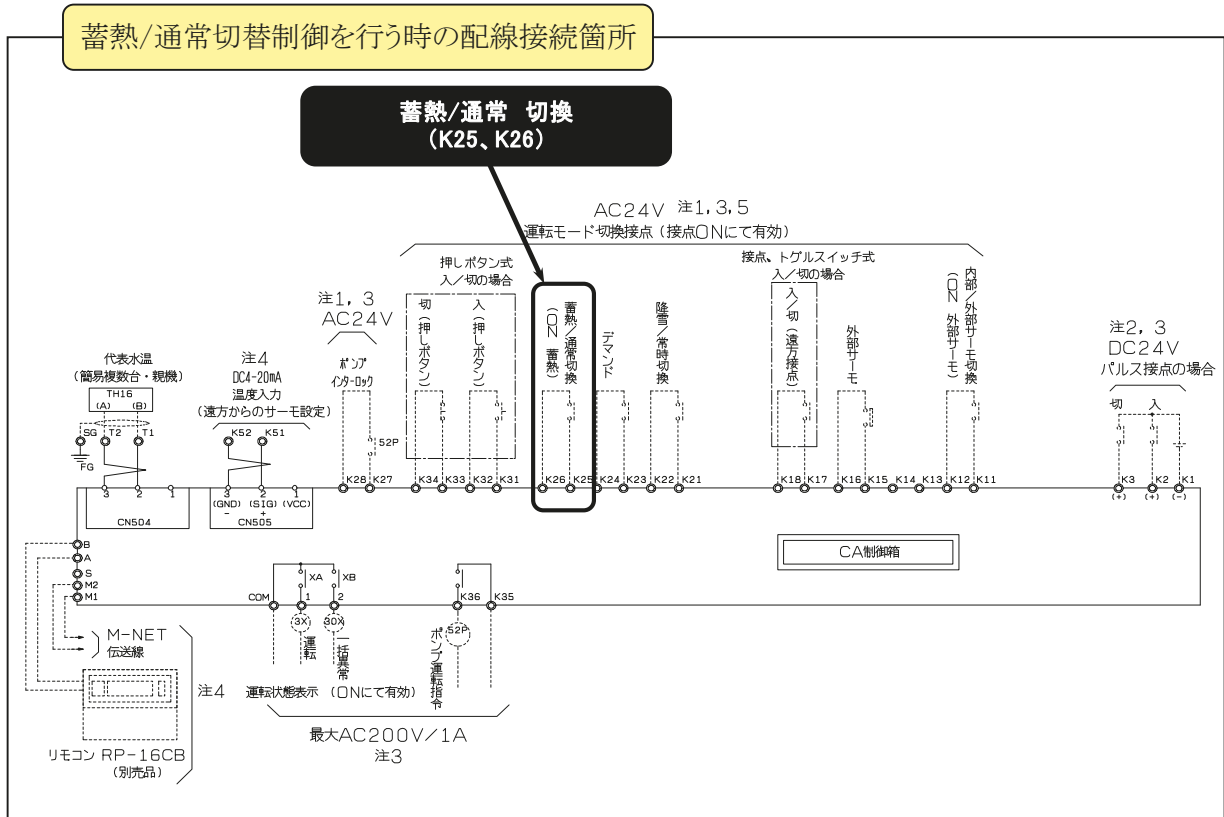 蓄熱/通常切替制御を行う時の配線接続箇所
蓄熱/通常 切換
(K25、K26)
AC24V 注1,3,5
運転モード切換接点(接点ONにて有効)
押しボタン式
入/切の場合
切(押しボタン)
入(押しボタン)
蓄熱/通常切換
(ON 蓄熱)
デマンド
降雪/常時切換
接点、トグルスイッチ式
入/切の場合
入/切(遠方接点)
外部サーモ
内部/外部サーモ切換
(ON 外部サーモ)
注1,3
AC24V
ポンプ
インターロック
52P
注2,3
DC24V
パルス接点の場合
切 入
代表水温
(簡易複数台・親機)
TH16
(A) (B)
SG T2 T1
FG
注4
DC4-20mA
温度入力
(遠方からのサーモ設定)
K52 K51
K28 K27 K34 K33 K32 K31 K26 K25 K24 K23 K22 K21 K18 K17 K16 K15 K14 K13 K12 K11 K3 K2 K1
(+) (+) (-)
3 2 1
CN504
3 2 1
(GND) (SIG) (VCC)
- +
CN505
CA制御箱
B
A
S
M2
M1
XA XB
COM 1 2 K36 K35
3X 30X 52P
運転
一括異常
ポンプ運転指令
運転状態表示 (ONにて有効)
最大AC200V/1A
注3
M-NET
伝送線
注4
リモコン RP-16CB
(別売品)